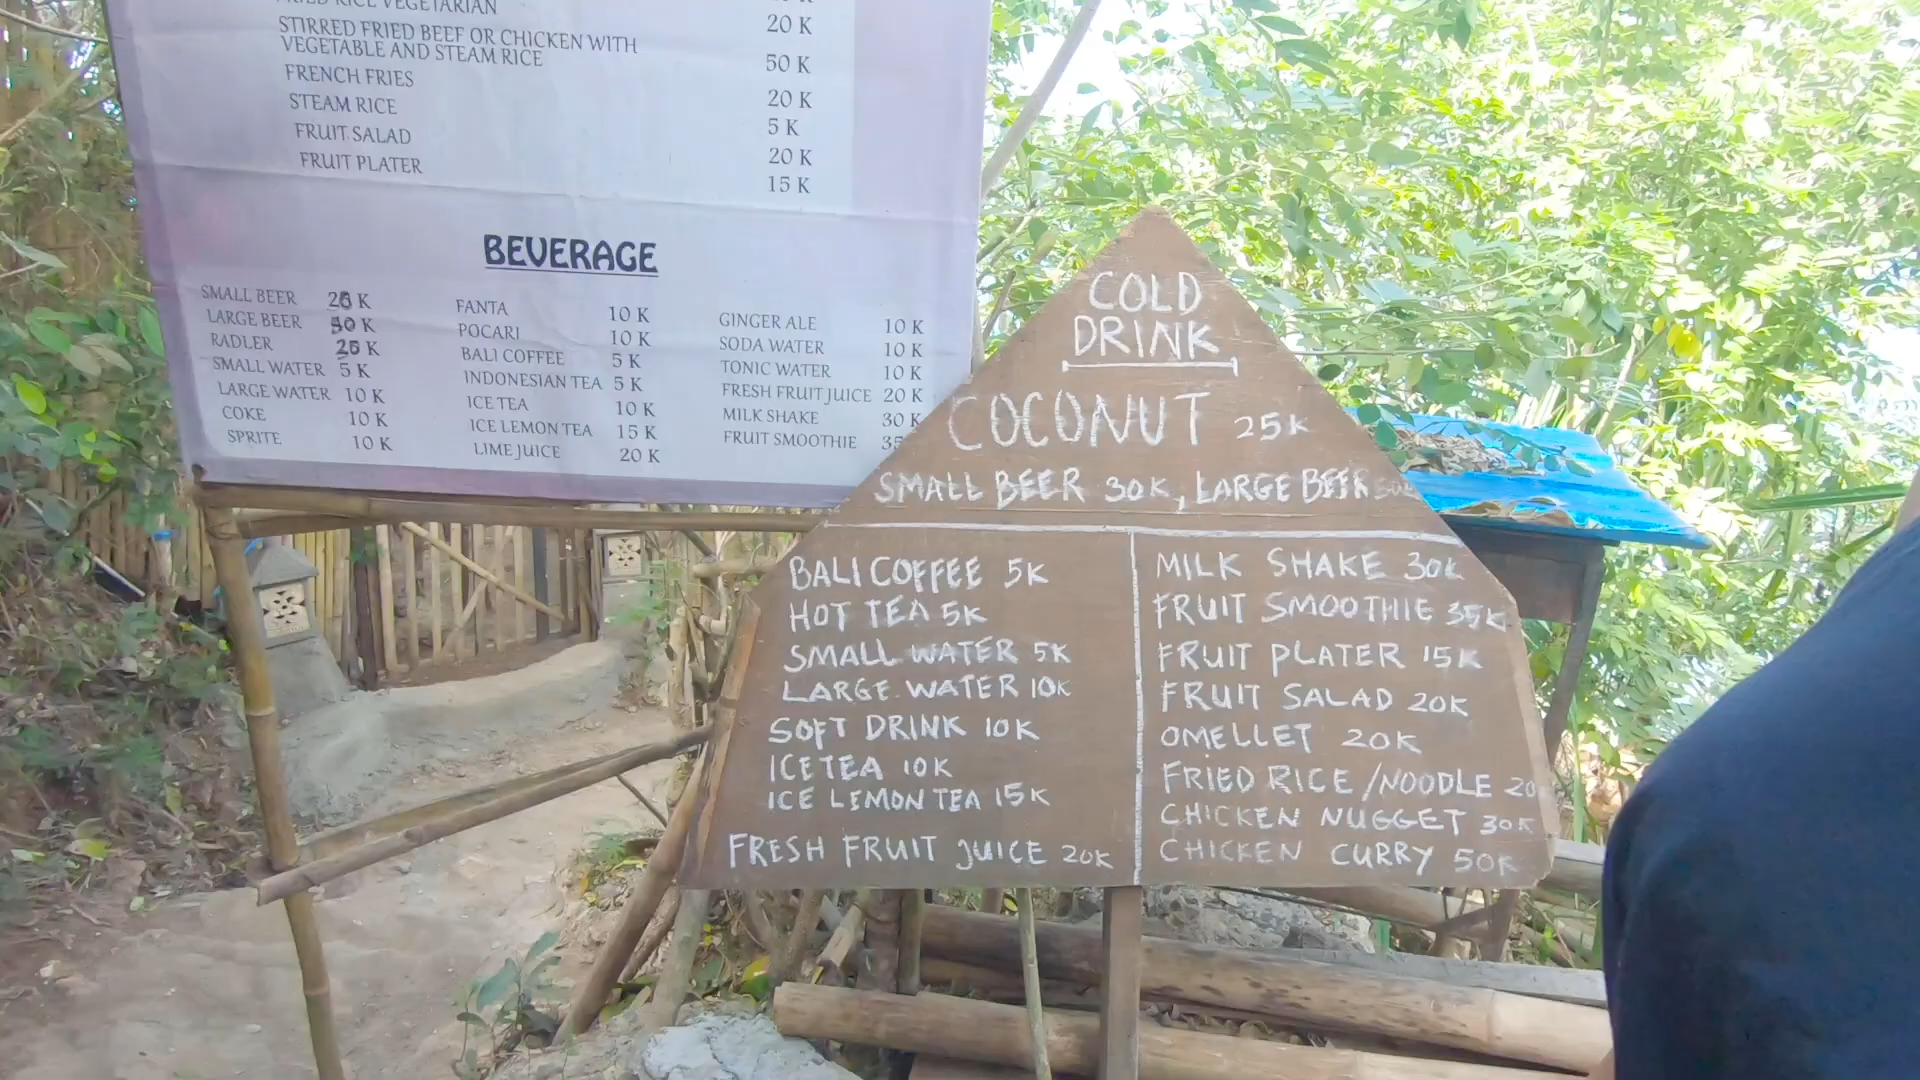 FRIED RICE VEGETARIAN
STIRRED FRIED BEEF OR CHICKEN WITH 20 K
VEGETABLE AND STEAM RICE 50 K
FRENCH FRIES 20 K
STEAM RICE 5 K
FRUIT SALAD 20 K
FRUIT PLATER 15 K
BEVERAGE
SMALL BEER K
LARGE BEER K
RADLER K
SMALL WATER 5 K
LARGE WATER 10 K
COKE 10 K
SPRITE 10 K
FANTA 10 K
POCARI 10 K
BALI COFFEE 5 K
INDONESIAN TEA 5 K
ICE TEA 10 K
ICE LEMON TEA 15 K
LIME JUICE 20 K
GINGER ALE 10 K
SODA WATER 10 K
TONIC WATER 10 K
FRESH FRUIT JUICE 20 K
MILK SHAKE 30 K
FRUIT SMOOTHIE 35
COLD
DRINK
COCONUT 25K
SMALL BEER 30K, LARGE BEER
BALI COFFEE 5K
HOT TEA 5K
SMALL WATER 5K
LARGE WATER 10K
SOFT DRINK 10K
ICE TEA 10K
ICE LEMON TEA 15K
FRESH FRUIT JUICE 20K
MILK SHAKE 30K
FRUIT SMOOTHIE 35K
FRUIT PLATER 15K
FRUIT SALAD 20K
OMELLET 20K
FRIED RICE /NOODLE 20
CHICKEN NUGGET 30K
CHICKEN CURRY 50K